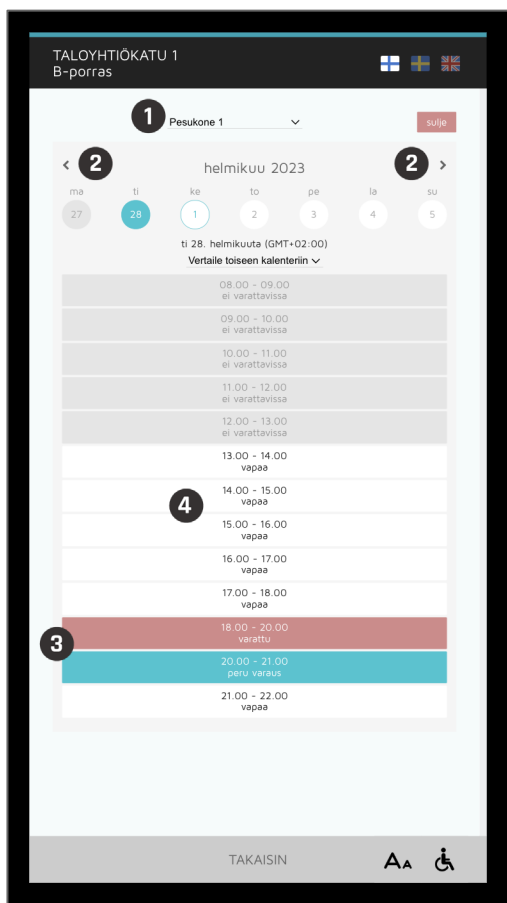 TALOYHTIÖKATU 1
B-porras
1
Pesukone 1
sulje
2
helmikuu 2023
2
ma ti ke to pe la su
27 28 1 2 3 4 5
ti 28. helmikuuta (GMT+02:00)
Vertaile toiseen kalenteriin
08.00 - 09.00
ei varattavissa
09.00 - 10.00
ei varattavissa
10.00 - 11.00
ei varattavissa
11.00 - 12.00
ei varattavissa
12.00 - 13.00
ei varattavissa
13.00 - 14.00
vapaa
14.00 - 15.00
vapaa
4
15.00 - 16.00
vapaa
16.00 - 17.00
vapaa
17.00 - 18.00
vapaa
18.00 - 20.00
varattu
3
20.00 - 21.00
peru varaus
21.00 - 22.00
vapaa
TAKAISIN
AA